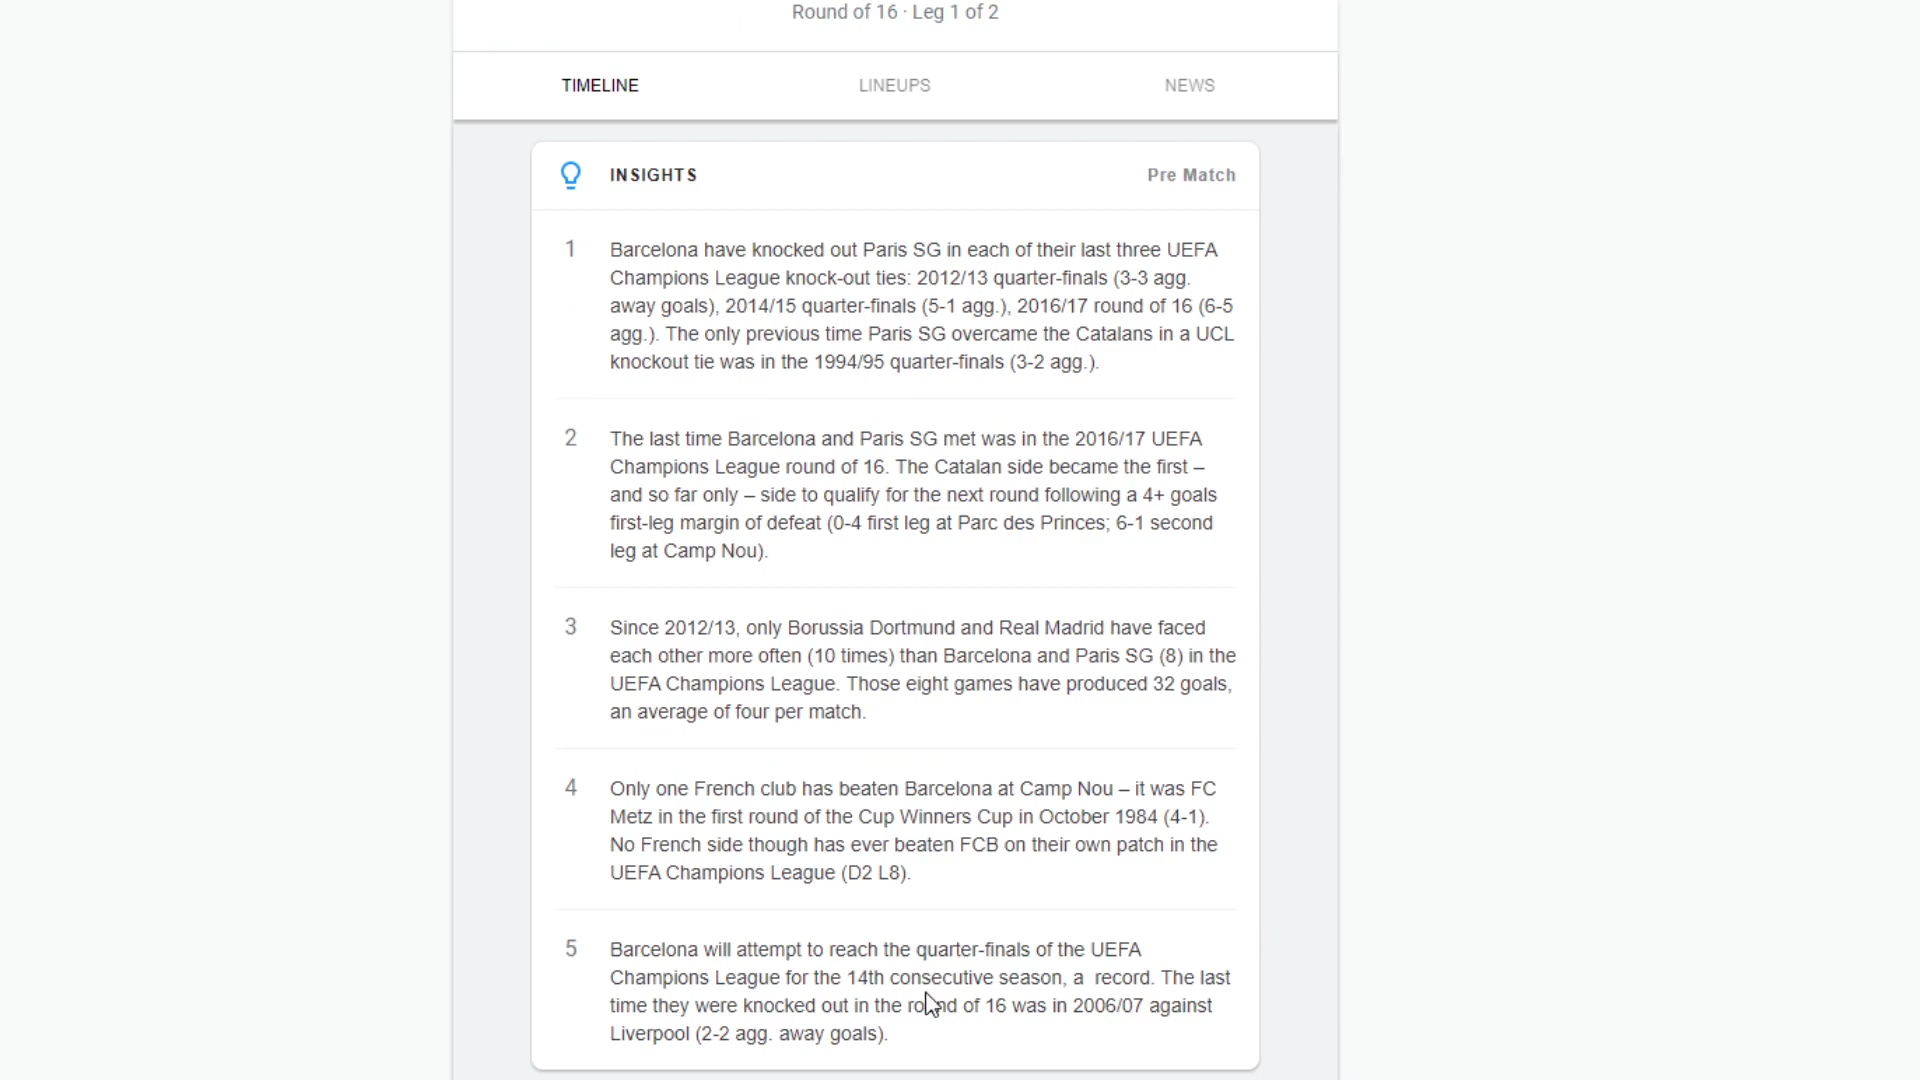 Round of 16 · Leg 1 of 2
TIMELINE
LINEUPS
NEWS
INSIGHTS
Pre Match
1
Barcelona have knocked out Paris SG in each of their last three UEFA
Champions League knock-out ties: 2012/13 quarter-finals (3-3 agg.
away goals), 2014/15 quarter-finals (5-1 agg.), 2016/17 round of 16 (6-5
agg.). The only previous time Paris SG overcame the Catalans in a UCL
knockout tie was in the 1994/95 quarter-finals (3-2 agg.).
2
The last time Barcelona and Paris SG met was in the 2016/17 UEFA
Champions League round of 16. The Catalan side became the first –
and so far only – side to qualify for the next round following a 4+ goals
first-leg margin of defeat (0-4 first leg at Parc des Princes; 6-1 second
leg at Camp Nou).
3
Since 2012/13, only Borussia Dortmund and Real Madrid have faced
each other more often (10 times) than Barcelona and Paris SG (8) in the
UEFA Champions League. Those eight games have produced 32 goals,
an average of four per match.
4
Only one French club has beaten Barcelona at Camp Nou – it was FC
Metz in the first round of the Cup Winners Cup in October 1984 (4-1).
No French side though has ever beaten FCB on their own patch in the
UEFA Champions League (D2 L8).
5
Barcelona will attempt to reach the quarter-finals of the UEFA
Champions League for the 14th consecutive season, a  record. The last
time they were knocked out in the round of 16 was in 2006/07 against
Liverpool (2-2 agg. away goals).